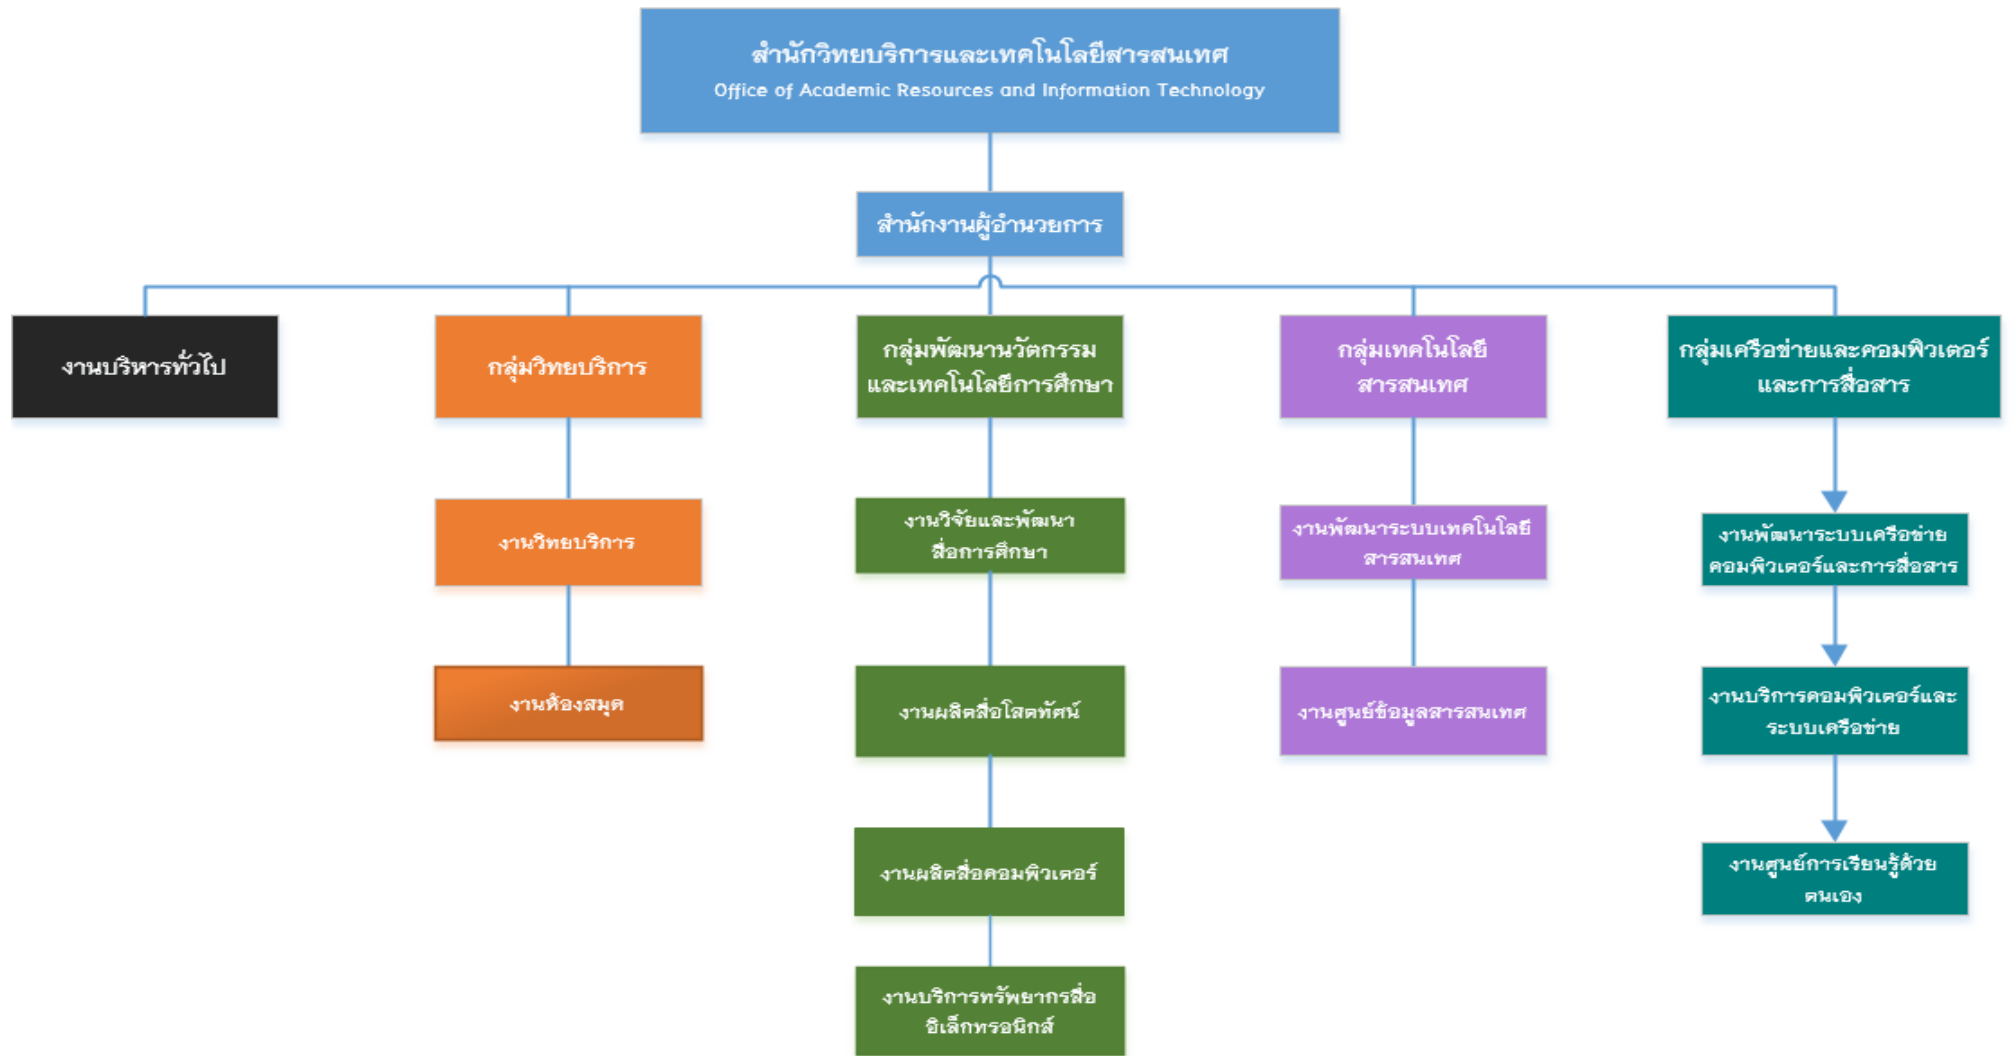 สำนักวิทยบริการและเทคโนโลยีสารสนเทศ
Office of Academic Resources and Information Technology
สำนักงานผู้อำนวยการ
งานบริหารทั่วไป
กลุ่มวิทยบริการ
กลุ่มพัฒนานวัตกรรม
และเทคโนโลยีการศึกษา
กลุ่มเทคโนโลยี
สารสนเทศ
กลุ่มเครือข่ายและคอมพิวเตอร์
และการสื่อสาร
งานวิทยบริการ
งานวิจัยและพัฒนา
สื่อการศึกษา
งานพัฒนาระบบเทคโนโลยี
สารสนเทศ
งานพัฒนาระบบเครือข่าย
คอมพิวเตอร์และการสื่อสาร
งานห้องสมุด
งานผลิตสื่อโสตทัศน์
งานศูนย์ข้อมูลสารสนเทศ
งานบริการคอมพิวเตอร์และ
ระบบเครือข่าย
งานผลิตสื่อคอมพิวเตอร์
งานศูนย์การเรียนรู้ด้วย
ตนเอง
งานบริการทรัพยากรสื่อ
อิเล็กทรอนิกส์